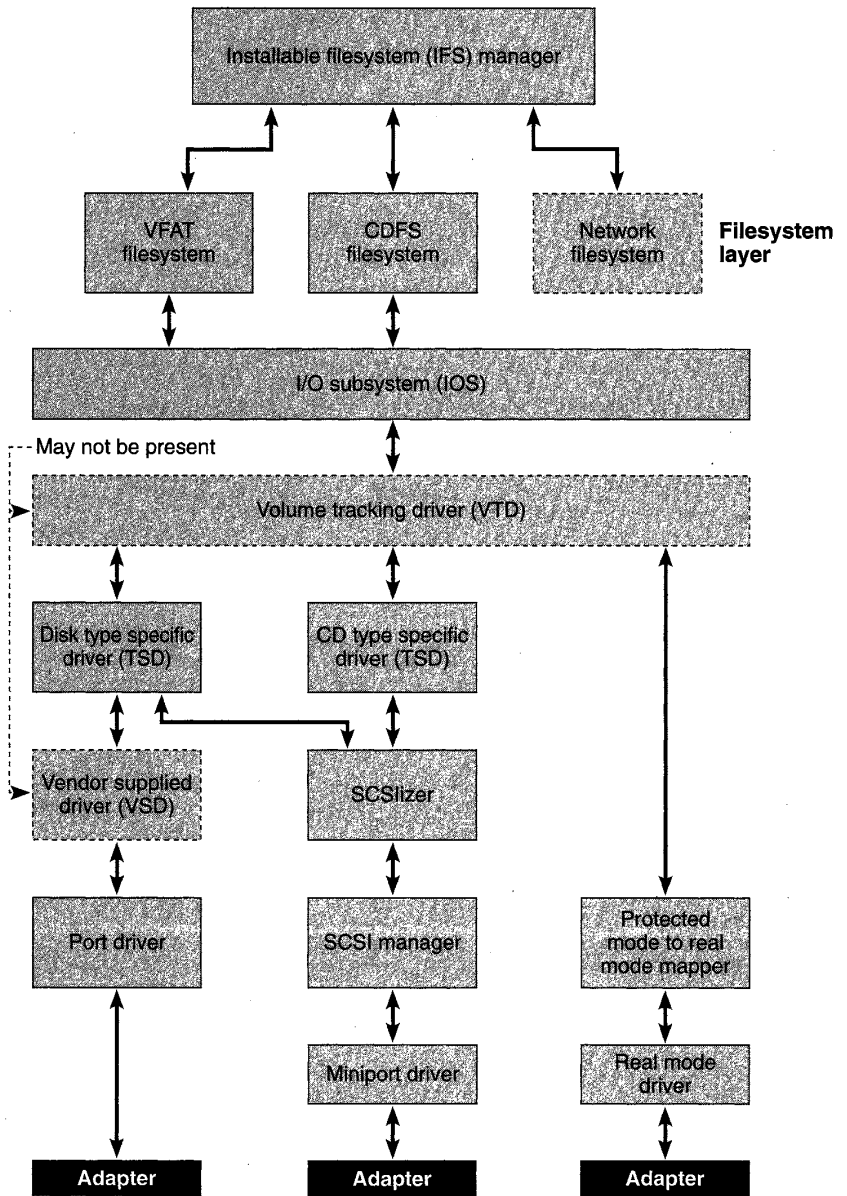 Installable filesystem (IFS) manager
VFAT
filesystem
CDFS
filesystem
Network
filesystem
Filesystem
layer
I/O subsystem (IOS)
May not be present
Volume tracking driver (VTD)
Disk type specific
driver (TSD)
CD type specific
driver (TSD)
Vendor supplied
driver (VSD)
SCSIizer
Port driver
SCSI manager
Protected
mode to real
mode mapper
Miniport driver
Real mode
driver
Adapter
Adapter
Adapter